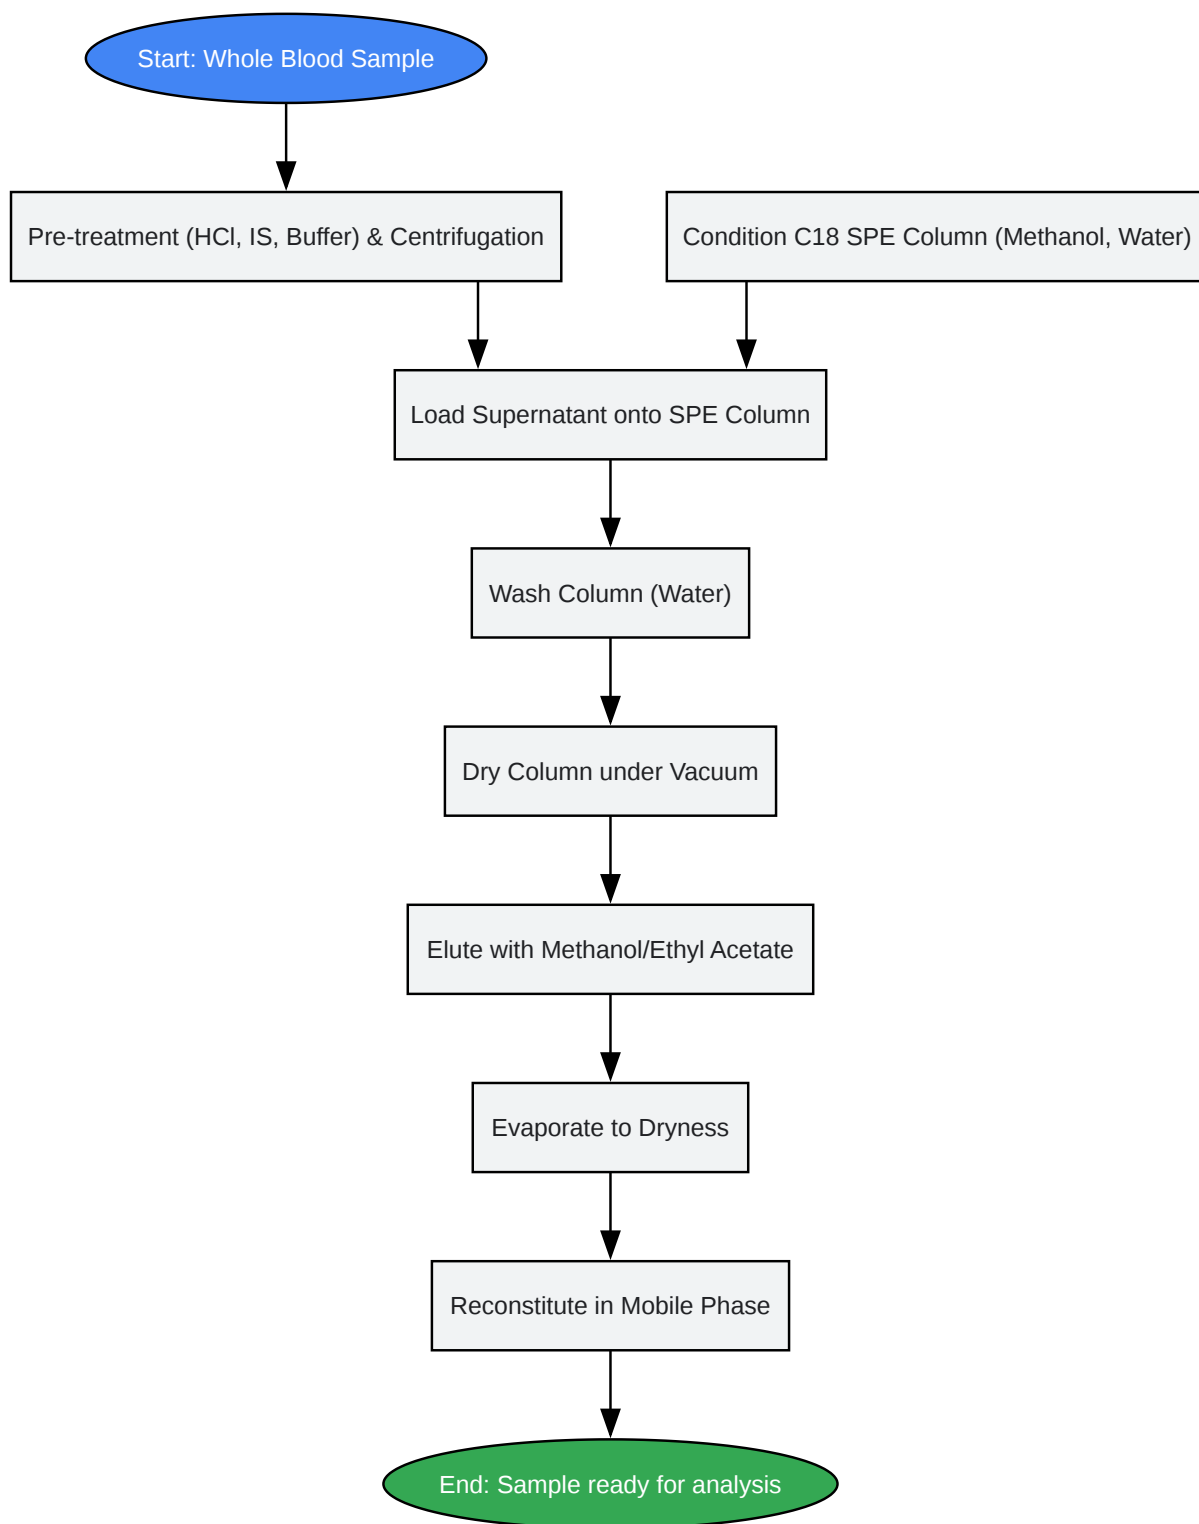 Start: Whole Blood Sample
Pre-treatment (HCl, IS, Buffer) & Centrifugation
Condition C18 SPE Column (Methanol, Water)
Load Supernatant onto SPE Column
Wash Column (Water)
Dry Column under Vacuum
Elute with Methanol/Ethyl Acetate
Evaporate to Dryness
Reconstitute in Mobile Phase
End: Sample ready for analysis